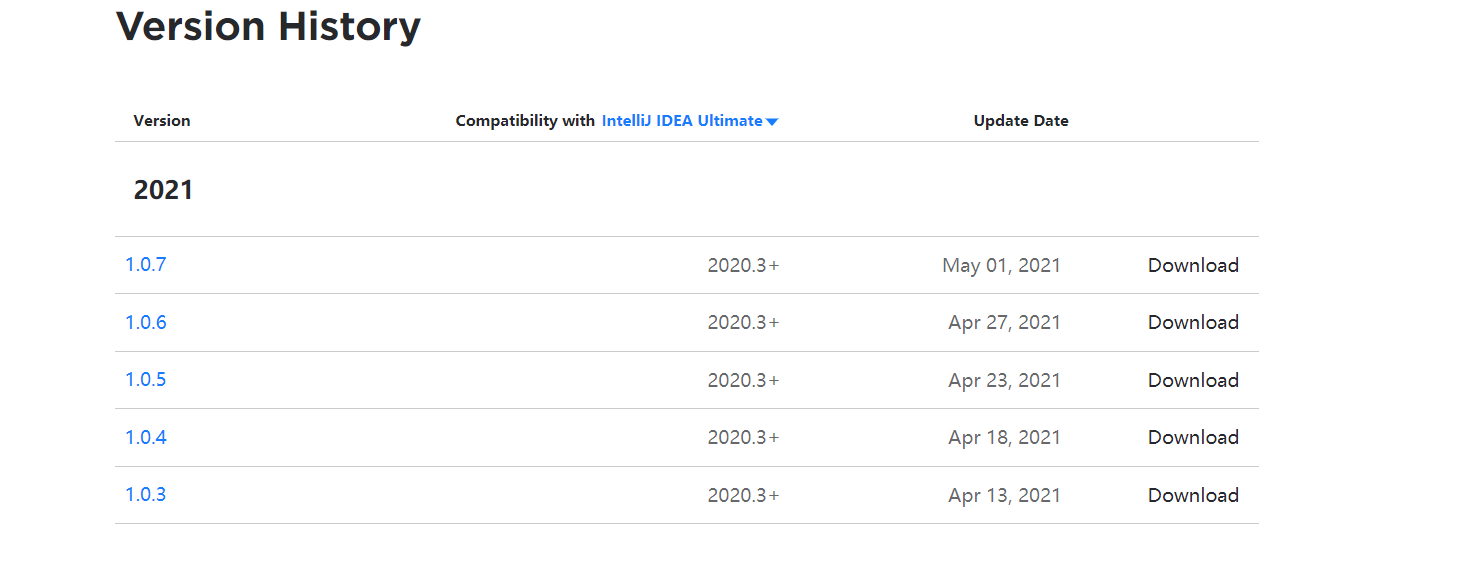 Version History
Version Compatibility with IntelliJ IDEA Ultimate Update Date
2021
1.0.7 2020.3+ May 01, 2021 Download
1.0.6 2020.3+ Apr 27, 2021 Download
1.0.5 2020.3+ Apr 23, 2021 Download
1.0.4 2020.3+ Apr 18, 2021 Download
1.0.3 2020.3+ Apr 13, 2021 Download